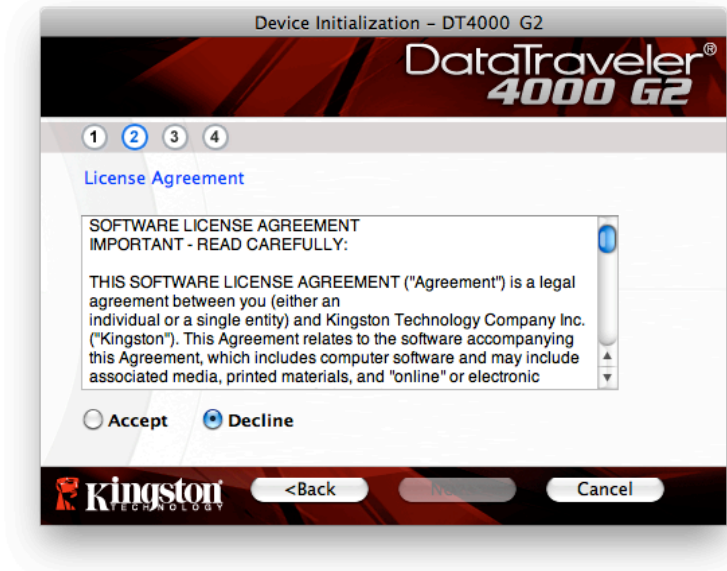 Device Initialization – DT4000 G2
DataTraveler®
4000 G2
1 2 3 4
License Agreement
SOFTWARE LICENSE AGREEMENT
IMPORTANT - READ CAREFULLY:
THIS SOFTWARE LICENSE AGREEMENT ("Agreement") is a legal
agreement between you (either an
individual or a single entity) and Kingston Technology Company Inc.
("Kingston"). This Agreement relates to the software accompanying
this Agreement, which includes computer software and may include
associated media, printed materials, and "online" or electronic
Accept Decline
Kingston
TECHNOLOGY
<Back Cancel